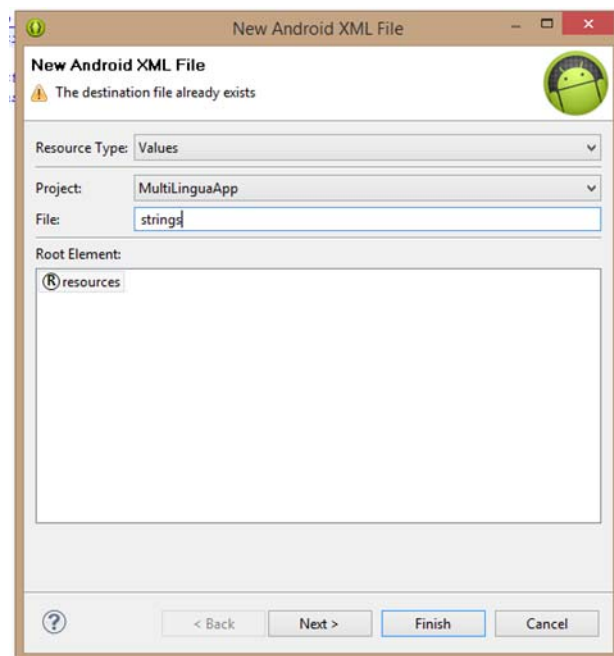 New Android XML File
New Android XML File
The destination file already exists
Resource Type: Values
Project: MultiLinguaApp
File: strings
Root Element:
R resources
? < Back Next > Finish Cancel